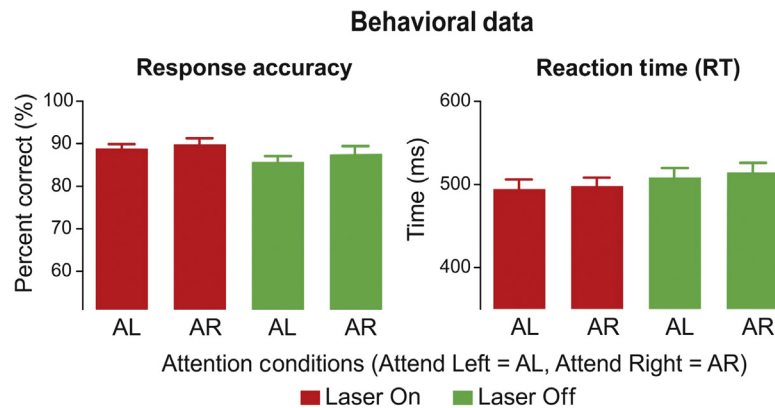 Behavioral data
Response accuracy
Reaction time (RT)
Percent correct (%)
100
90
80
70
60
AL AR AL AR
Time (ms)
600
500
400
AL AR AL AR
Attention conditions (Attend Left = AL, Attend Right = AR)
Laser On Laser Off